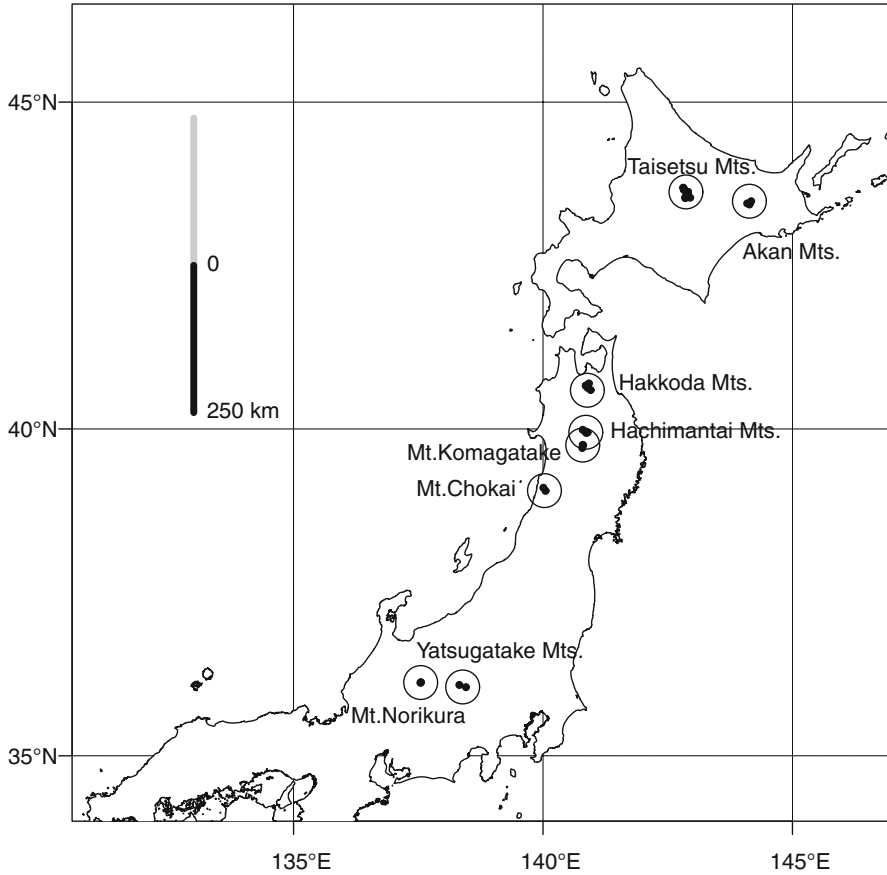 45°N
Taisetsu Mts.
Akan Mts.
0
250 km
Hakkoda Mts.
40°N
Hachimantai Mts.
Mt.Komagatake
Mt.Chokai
Yatsugatake Mts.
Mt.Norikura
35°N
135°E
140°E
145°E